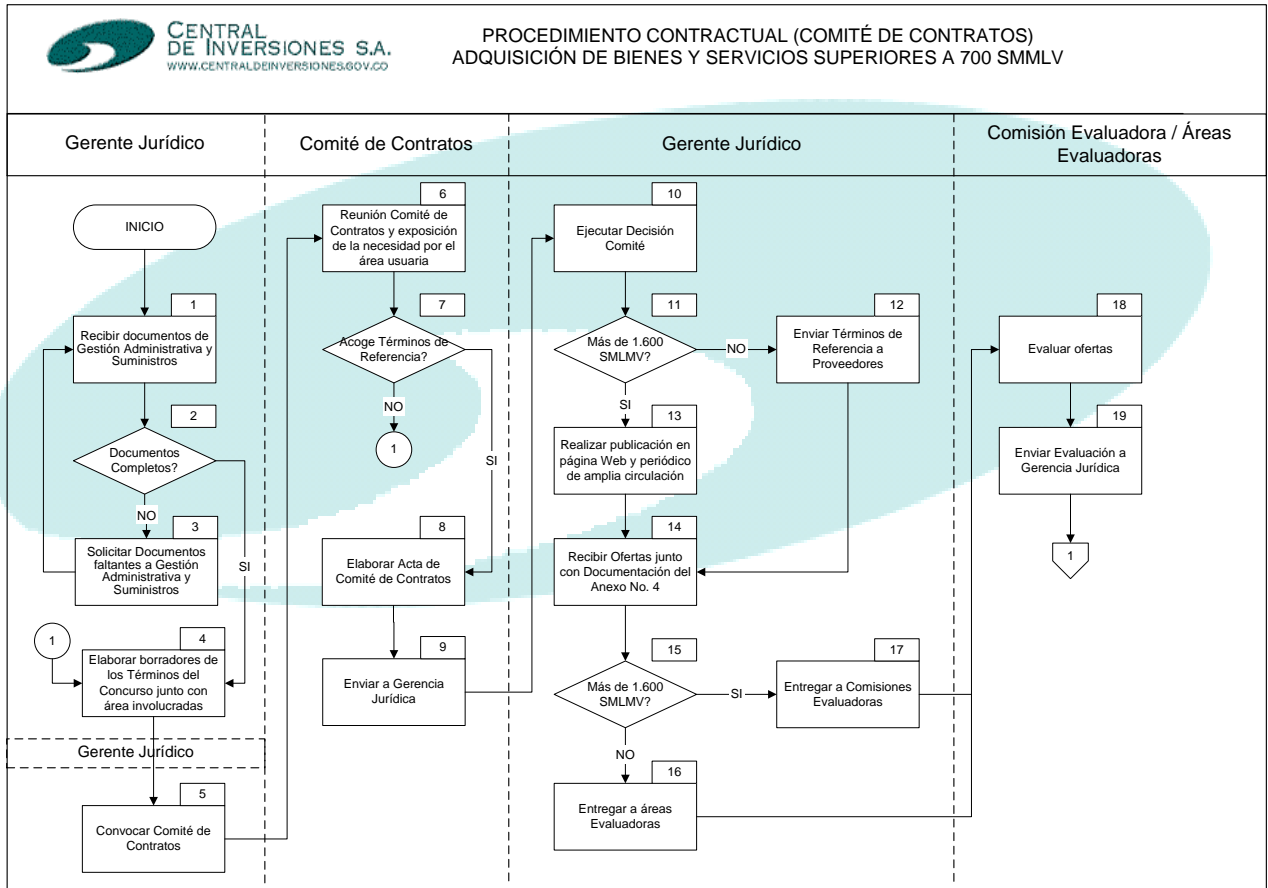 CENTRAL
DE INVERSIONES S.A.
WWW.CENTRALDEINVERSIONES.GOV.CO
PROCEDIMIENTO CONTRACTUAL (COMITÉ DE CONTRATOS)
ADQUISICIÓN DE BIENES Y SERVICIOS SUPERIORES A 700 SMMLV
Gerente Jurídico
Comité de Contratos
Gerente Jurídico
Comisión Evaluadora / Áreas
Evaluadoras
INICIO
1
Recibir documentos de
Gestión Administrativa y
Suministros
2
Documentos
Completos?
NO
SI
3
Solicitar Documentos
faltantes a Gestión
Administrativa y
Suministros
1
4
Elaborar borradores de
los Términos del
Concurso junto con
área involucradas
Gerente Jurídico
5
Convocar Comité de
Contratos
6
Reunión Comité de
Contratos y exposición
de la necesidad por el
área usuaria
7
Acoge Términos de
Referencia?
NO
1
SI
8
Elaborar Acta de
Comité de Contratos
9
Enviar a Gerencia
Jurídica
10
Ejecutar Decisión
Comité
11
Más de 1.600
SMLMV?
NO
SI
12
Enviar Términos de
Referencia a
Proveedores
13
Realizar publicación en
página Web y periódico
de amplia circulación
14
Recibir Ofertas junto
con Documentación del
Anexo No. 4
15
Más de 1.600
SMLMV?
SI
NO
17
Entregar a Comisiones
Evaluadoras
16
Entregar a áreas
Evaluadoras
18
Evaluar ofertas
19
Enviar Evaluación a
Gerencia Jurídica
1